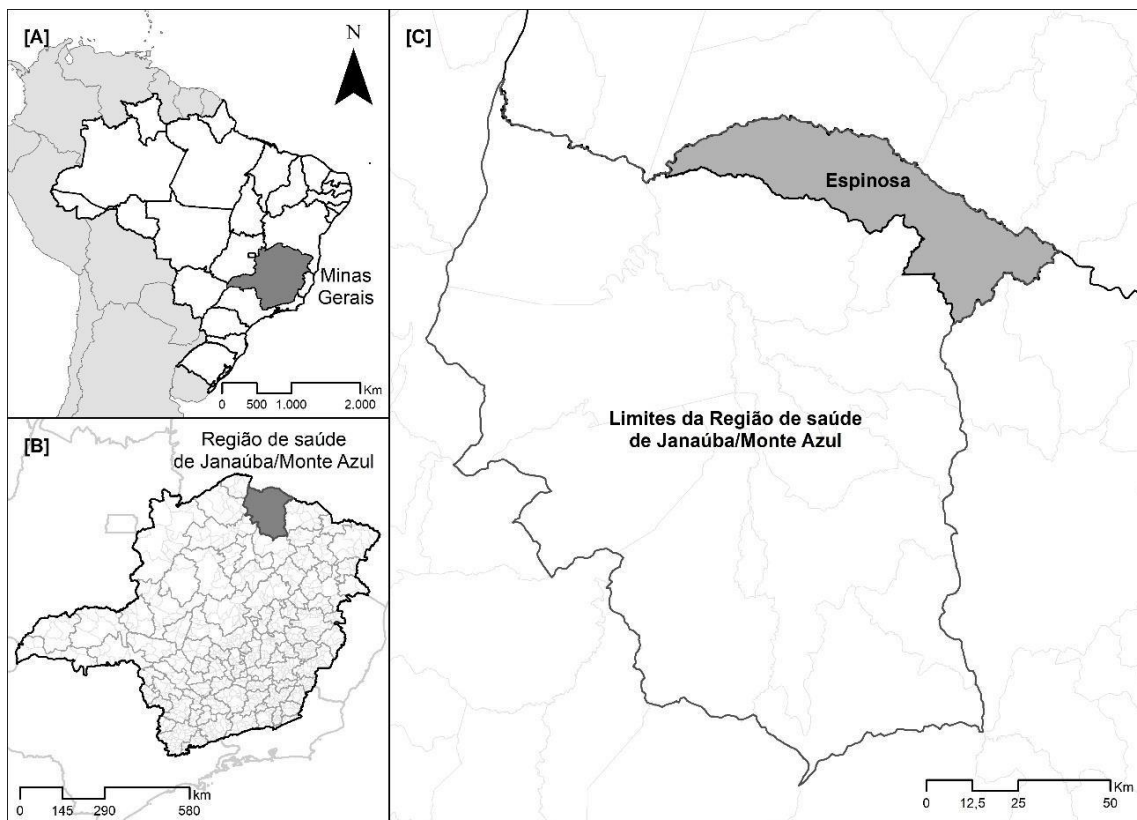 [A]
N
Minas
Gerais
Km
0 500 1.000 2.000
[B]
Região de saúde
de Janaúba/Monte Azul
km
0 145 290 580
[C]
Espinosa
Limites da Região de saúde
de Janaúba/Monte Azul
Km
0 12,5 25 50